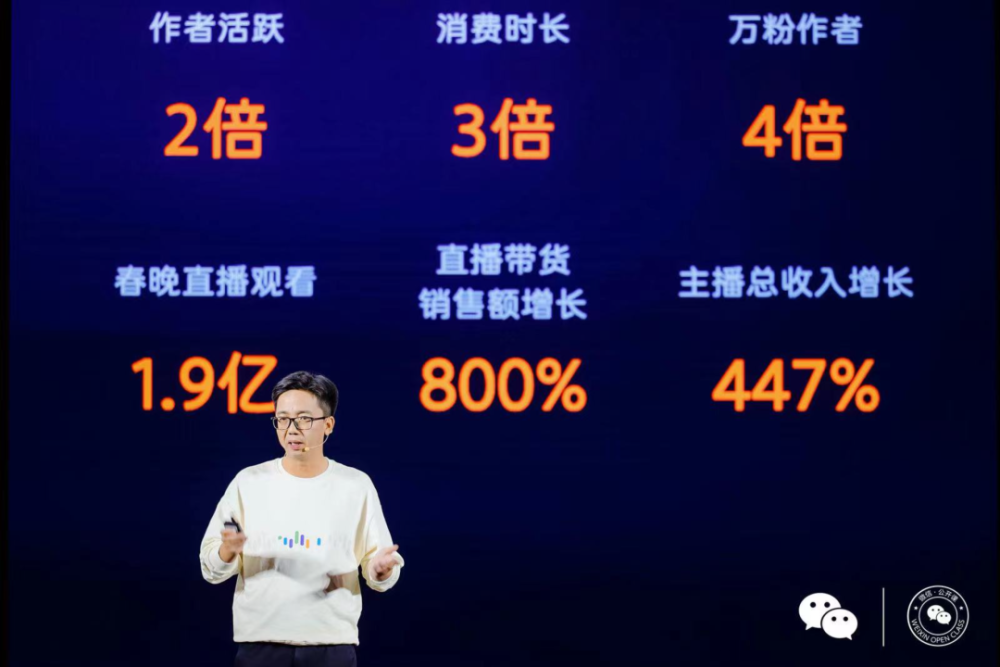 作者活跃
消费时长
万粉作者
2倍
3倍
4倍
春晚直播观看
直播带货
销售额增长
主播总收入增长
1.9亿
800%
447%
微信·公开课
WEIXIN OPEN CLASS